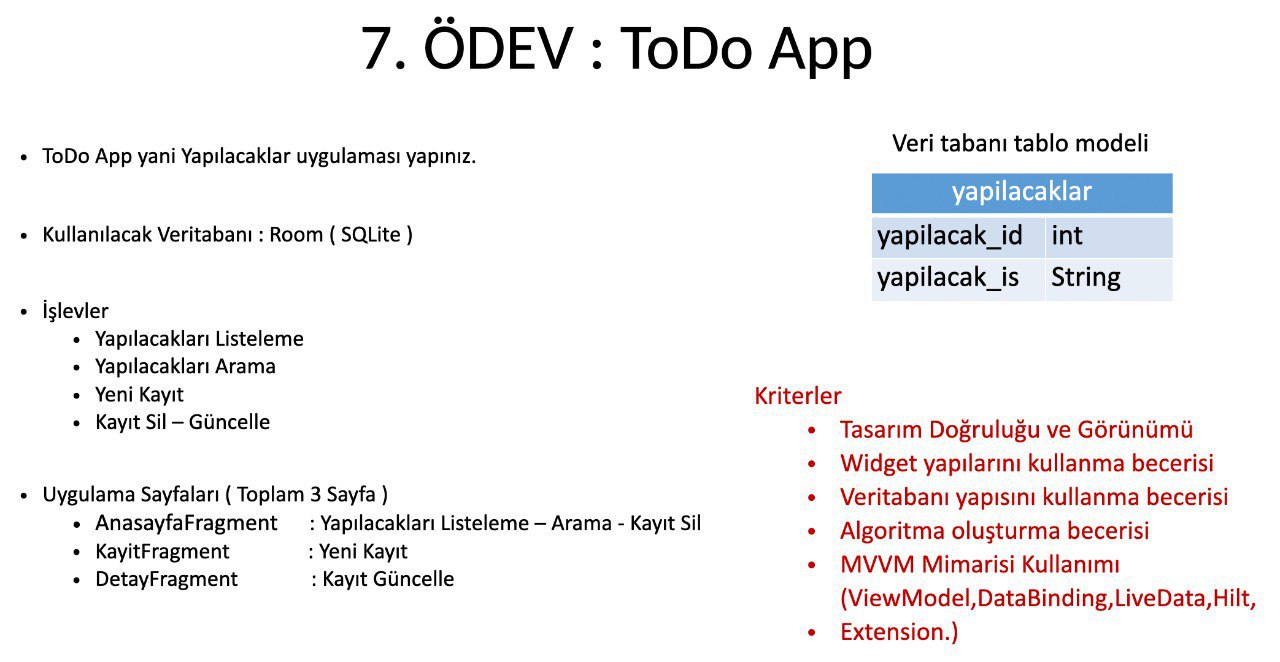 7. ÖDEV : ToDo App
• ToDo App yani Yapılacaklar uygulaması yapınız.
• Kullanılacak Veritabanı : Room ( SQLite )
• İşlevler
• Yapılacakları Listeleme
• Yapılacakları Arama
• Yeni Kayıt
• Kayıt Sil – Güncelle
• Uygulama Sayfaları ( Toplam 3 Sayfa )
• AnasayfaFragment : Yapılacakları Listeleme – Arama - Kayıt Sil
• KayitFragment : Yeni Kayıt
• DetayFragment : Kayıt Güncelle
Veri tabanı tablo modeli
yapilacaklar
yapilacak_id int
yapilacak_is String
Kriterler
• Tasarım Doğruluğu ve Görünümü
• Widget yapılarını kullanma becerisi
• Veritabanı yapısını kullanma becerisi
• Algoritma oluşturma becerisi
• MVVM Mimarisi Kullanımı
(ViewModel,DataBinding,LiveData,Hilt,
• Extension.)